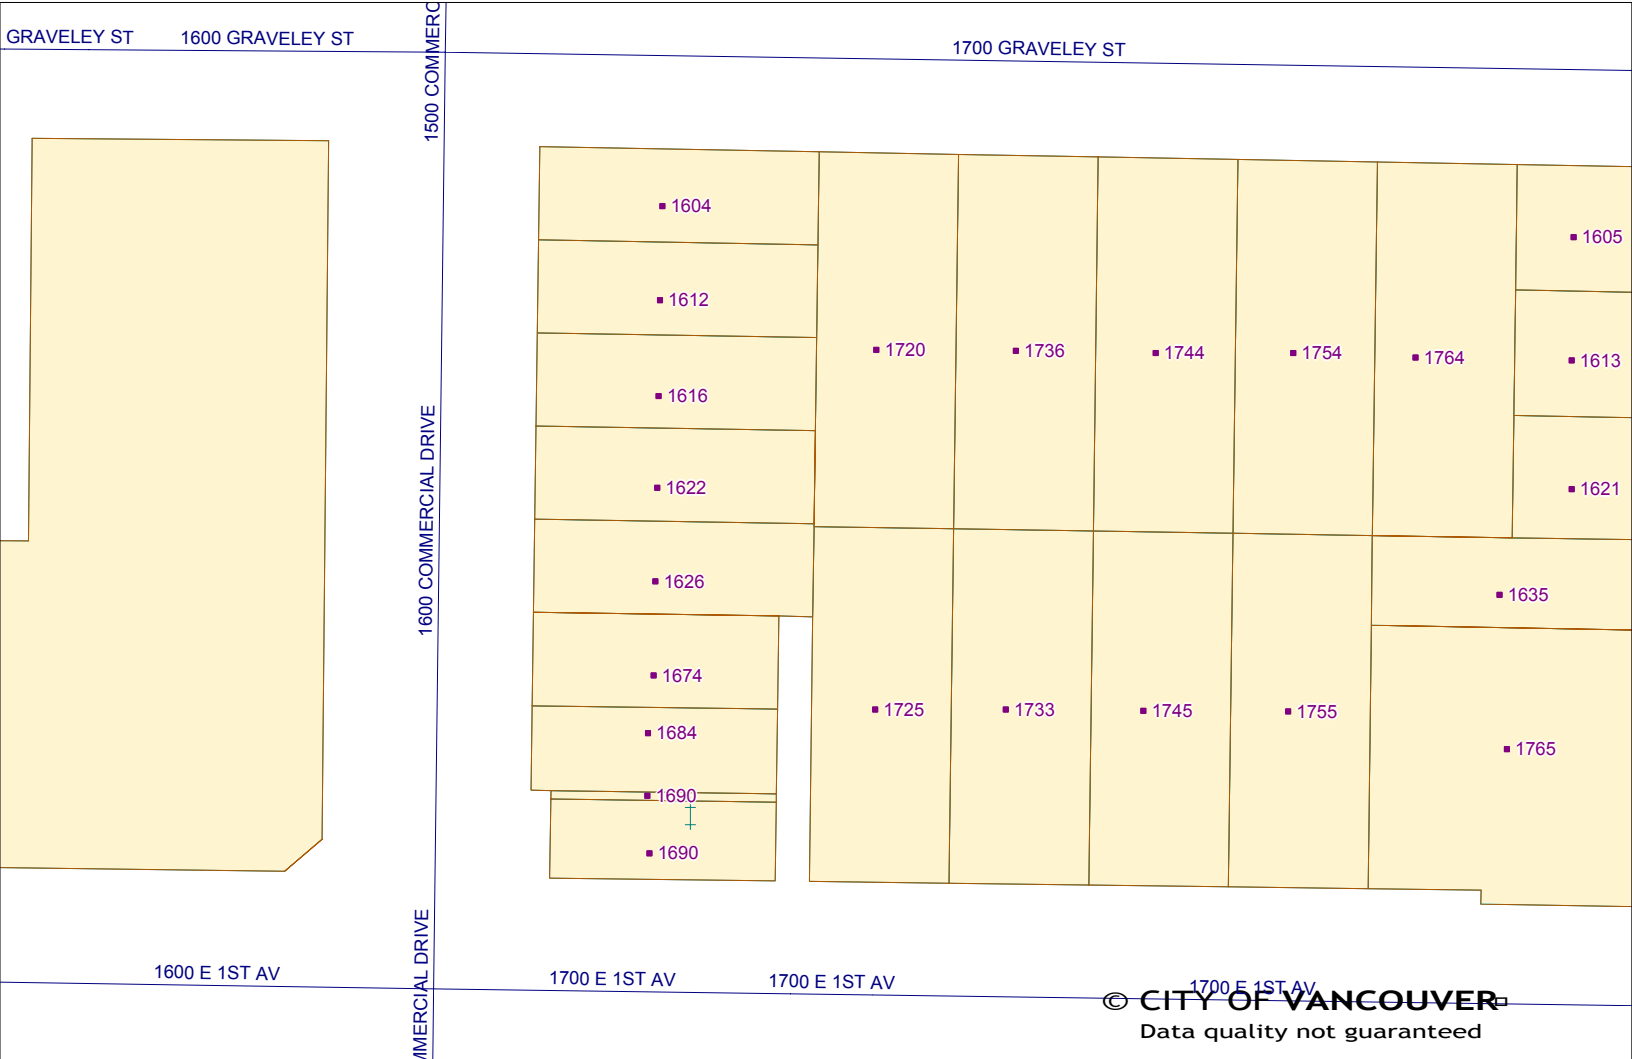 GRAVELEY ST
1600 GRAVELEY ST
1700 GRAVELEY ST
1500 COMMERC
1604
1605
1612
1720
1736
1744
1754
1764
1613
1616
1622
1621
1600 COMMERCIAL DRIVE
1626
1635
1674
1684
1725
1733
1745
1755
1765
1690
1690
MMERCIAL DRIVE
1600 E 1ST AV
1700 E 1ST AV
1700 E 1ST AV
1700 E 1ST AV
© CITY OF VANCOUVER
Data quality not guaranteed